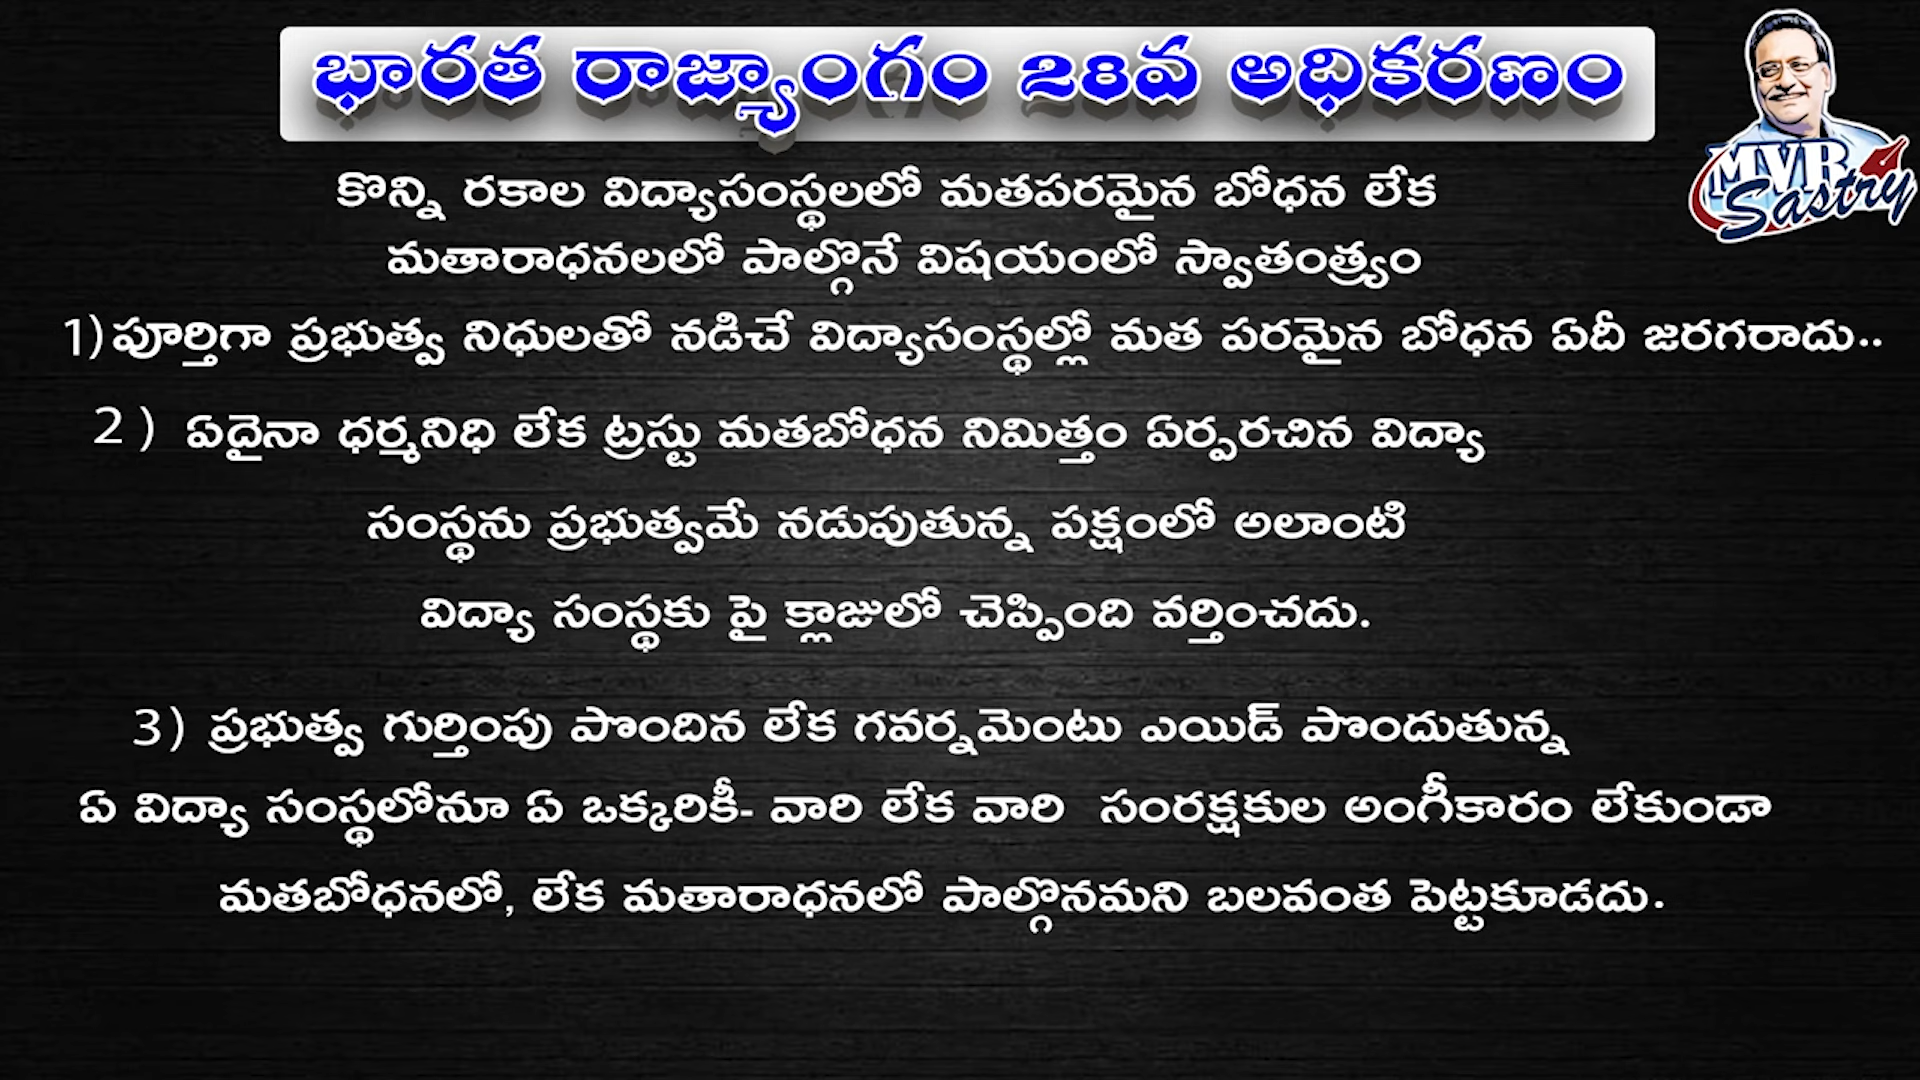 భారత రాజ్యాంగం 28వ అధికరణం
MVR
Sastry
కొన్ని రకాల విద్యాసంస్థలలో మతపరమైన బోధన లేక
మతారాధనలలో పాల్గొనే విషయంలో స్వాతంత్ర్యం
1)పూర్తిగా ప్రభుత్వ నిధులతో నడిచే విద్యాసంస్థల్లో మత పరమైన బోధన ఏదీ జరగరాదు..
2) ఏదైనా ధర్మనిధి లేక ట్రస్టు మతబోధన నిమిత్తం ఏర్పరచిన విద్యా
సంస్థను ప్రభుత్వమే నడుపుతున్న పక్షంలో అలాంటి
విద్యా సంస్థకు పై క్లాజులో చెప్పింది వర్తించదు.
3) ప్రభుత్వ గుర్తింపు పొందిన లేక గవర్నమెంటు ఎయిడ్ పొందుతున్న
ఏ విద్యా సంస్థలోనూ ఏ ఒక్కరికీ- వారి లేక వారి సంరక్షకుల అంగీకారం లేకుండా
మతబోధనలో, లేక మతారాధనలో పాల్గొనమని బలవంత పెట్టకూడదు.